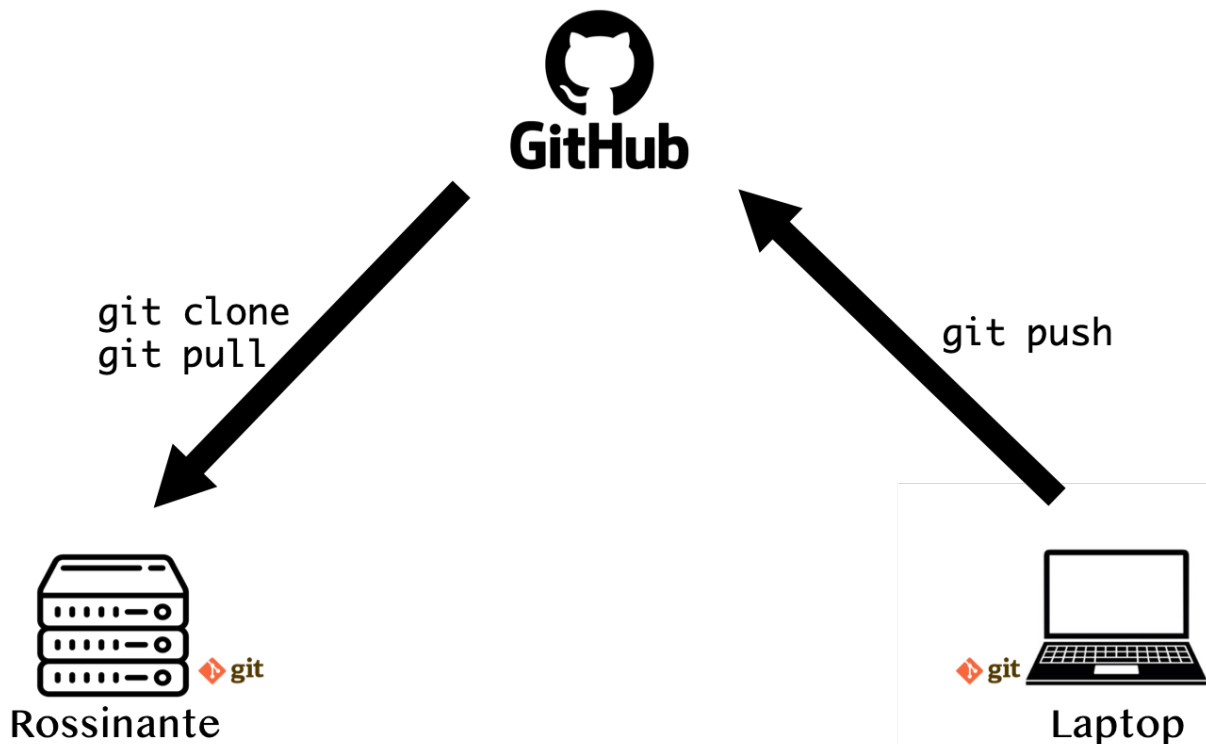 GitHub
git clone
git pull
git push
git
git
Rossinante
Laptop